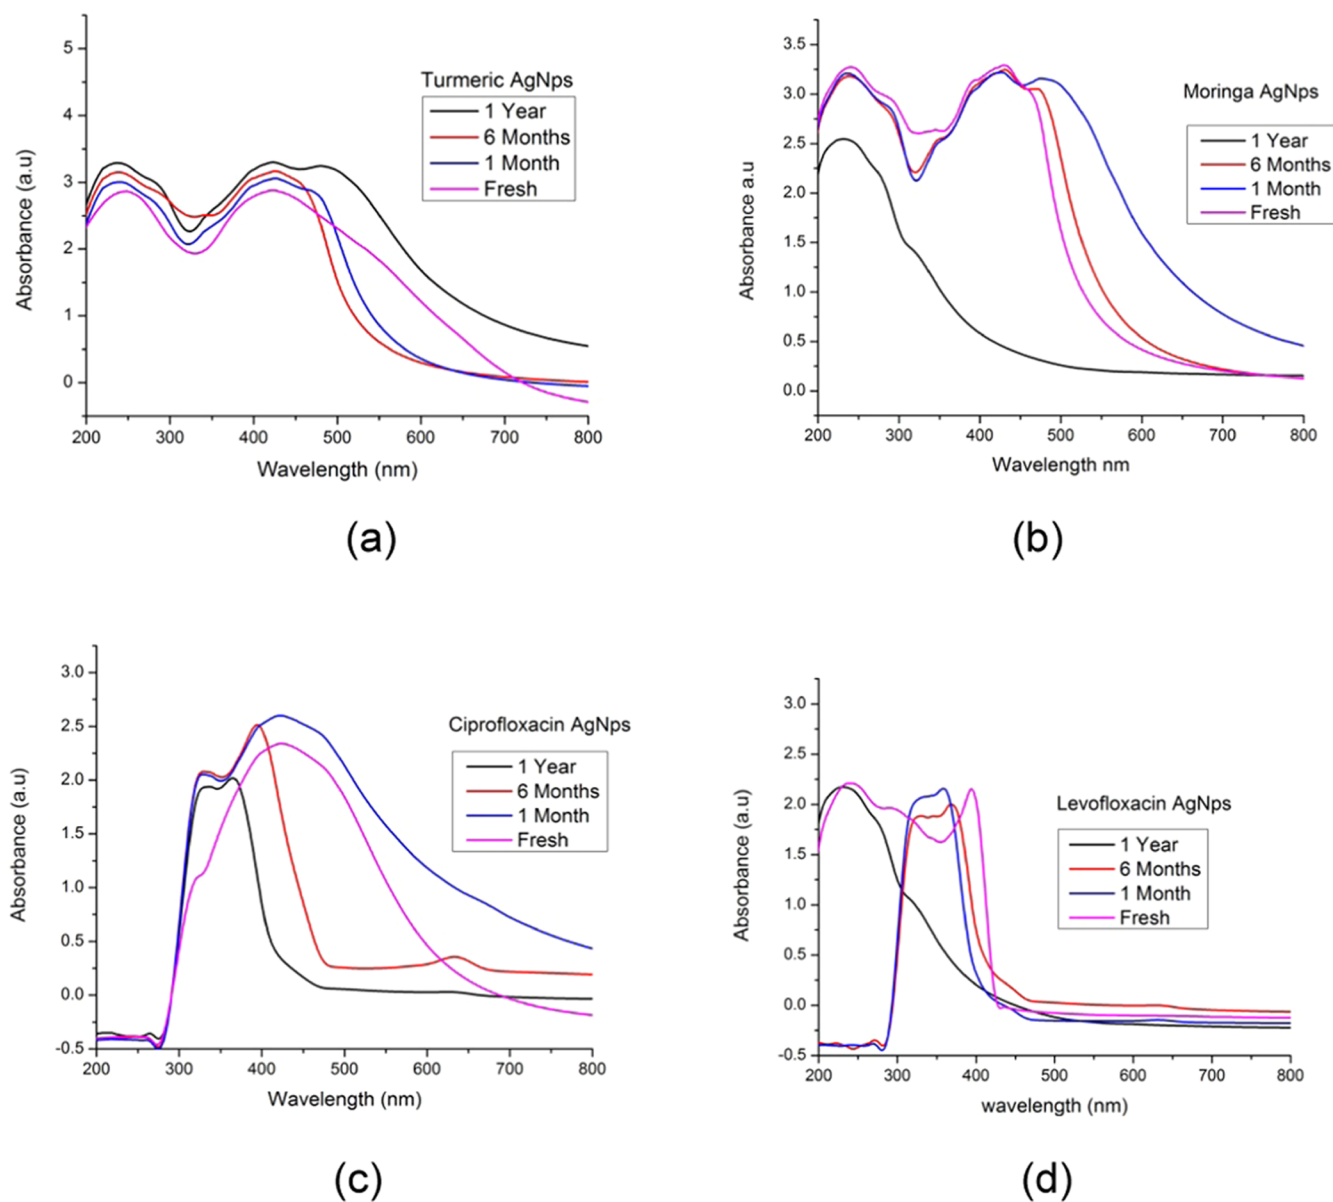 Turmeric AgNps
1 Year
6 Months
1 Month
Fresh
Absorbance (a.u)
5
4
3
2
1
0
200 300 400 500 600 700 800
Wavelength (nm)
(a)
Moringa AgNps
1 Year
6 Months
1 Month
Fresh
Absorbance a.u
3.5
3.0
2.5
2.0
1.5
1.0
0.5
0.0
200 300 400 500 600 700 800
Wavelength nm
(b)
Ciprofloxacin AgNps
1 Year
6 Months
1 Month
Fresh
Absorbance (a.u)
3.0
2.5
2.0
1.5
1.0
0.5
0.0
-0.5
200 300 400 500 600 700 800
Wavelength (nm)
(c)
Levofloxacin AgNps
1 Year
6 Months
1 Month
Fresh
Absorbance (a.u)
3.0
2.5
2.0
1.5
1.0
0.5
0.0
-0.5
200 300 400 500 600 700 800
wavelength (nm)
(d)